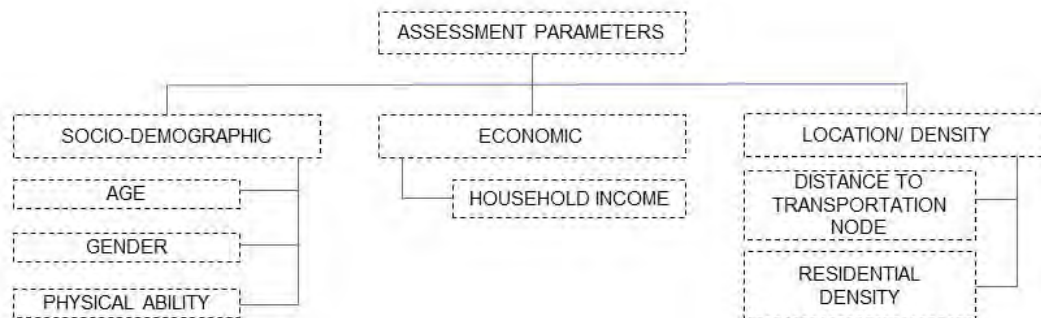 ASSESSMENT PARAMETERS
SOCIO-DEMOGRAPHIC
ECONOMIC
LOCATION/ DENSITY
AGE
GENDER
PHYSICAL ABILITY
HOUSEHOLD INCOME
DISTANCE TO
TRANSPORTATION
NODE
RESIDENTIAL
DENSITY